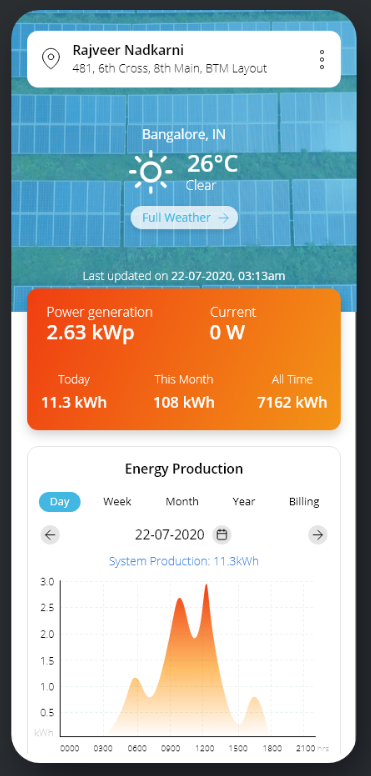 Rajveer Nadkarni
481, 6th Cross, 8th Main, BTM Layout
Bangalore, IN
26°C
Clear
Full Weather
Last updated on 22-07-2020, 03:13am
Power generation Current
2.63 kWp 0 W
Today This Month All Time
11.3 kWh 108 kWh 7162 kWh
Energy Production
Day Week Month Year Billing
22-07-2020
System Production: 11.3kWh
3.0
2.5
2.0
1.5
1.0
0.5
kWh
0000 0300 0600 0900 1200 1500 1800 2100 hrs